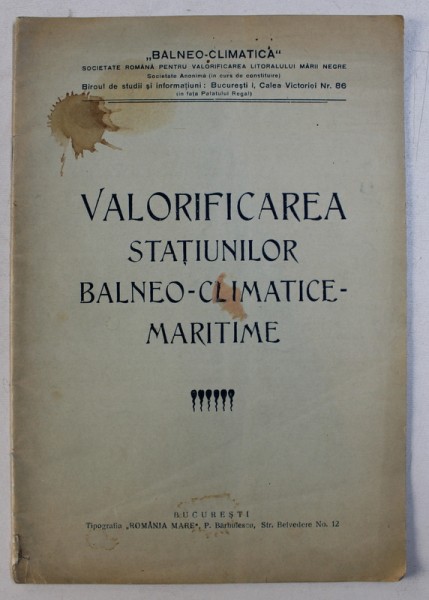 „BALNEO-CLIMATICA"
SOCIETATE ROMÂNĂ PENTRU VALORIFICAREA LITORALULUI MĂRII NEGRE
Societate Anonimă (în curs de constituire)
Biroul de studii și informațiuni : București I, Calea Victoriei Nr. 86
(în fața Palatului Regal)
VALORIFICAREA
STAȚIUNILOR
BALNEO-CLIMATICE-
MARITIME
BUCUREȘTI
Tipografia „ROMÂNIA MARE", P. Bărbulescu, Str. Belvedere No. 12